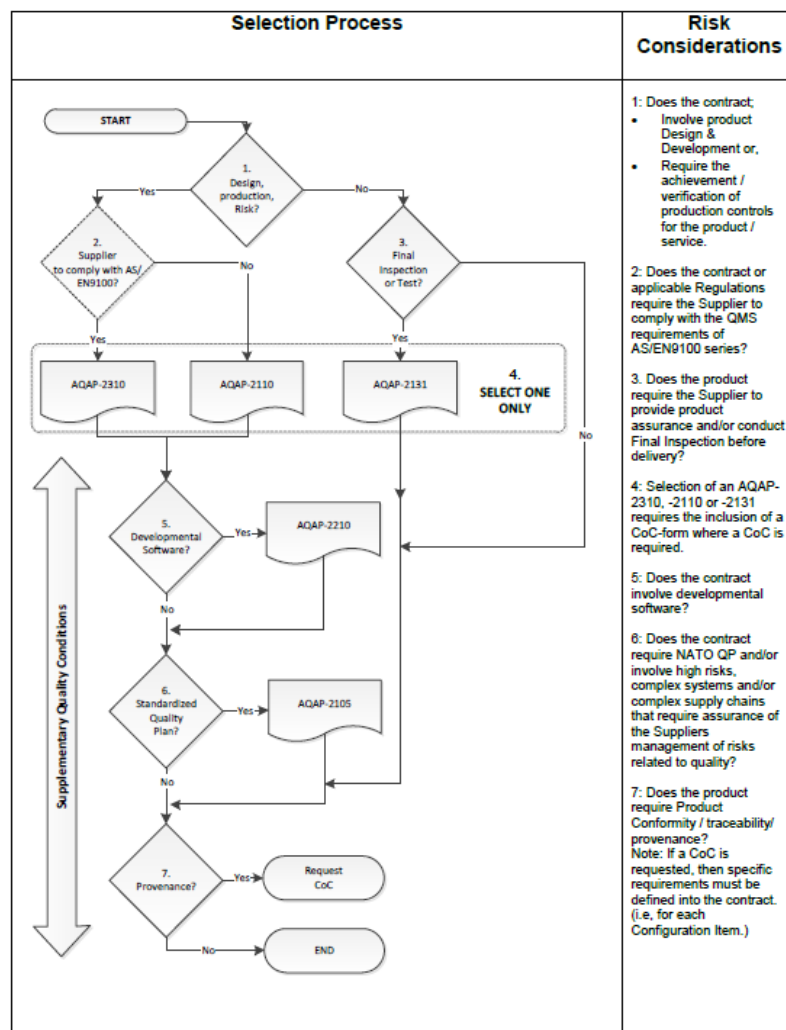 Selection Process
Risk
Considerations
START
1.
Design,
production,
Risk?
Yes
No
2.
Supplier
to comply with AS/
EN9100?
No
3.
Final
Inspection
or Test?
Yes
Yes
AQAP-2310
AQAP-2110
AQAP-2131
4.
SELECT ONE
ONLY
No
5.
Developmental
Software?
Yes
AQAP-2210
No
6.
Standardized
Quality
Plan?
Yes
AQAP-2105
No
7.
Provenance?
Yes
Request
CoC
No
END
Supplementary Quality Conditions
1: Does the contract;
• Involve product
Design &
Development or,
• Require the
achievement /
verification of
production controls
for the product /
service.
2: Does the contract or
applicable Regulations
require the Supplier to
comply with the QMS
requirements of
AS/EN9100 series?
3. Does the product
require the Supplier to
provide product
assurance and/or conduct
Final Inspection before
delivery?
4: Selection of an AQAP-
2310, -2110 or -2131
requires the inclusion of a
CoC-form where a CoC is
required.
5: Does the contract
involve developmental
software?
6: Does the contract
require NATO QP and/or
involve high risks,
complex systems and/or
complex supply chains
that require assurance of
the Suppliers
management of risks
related to quality?
7: Does the product
require Product
Conformity / traceability/
provenance?
Note: If a CoC is
requested, then specific
requirements must be
defined into the contract.
(i.e, for each
Configuration Item.)